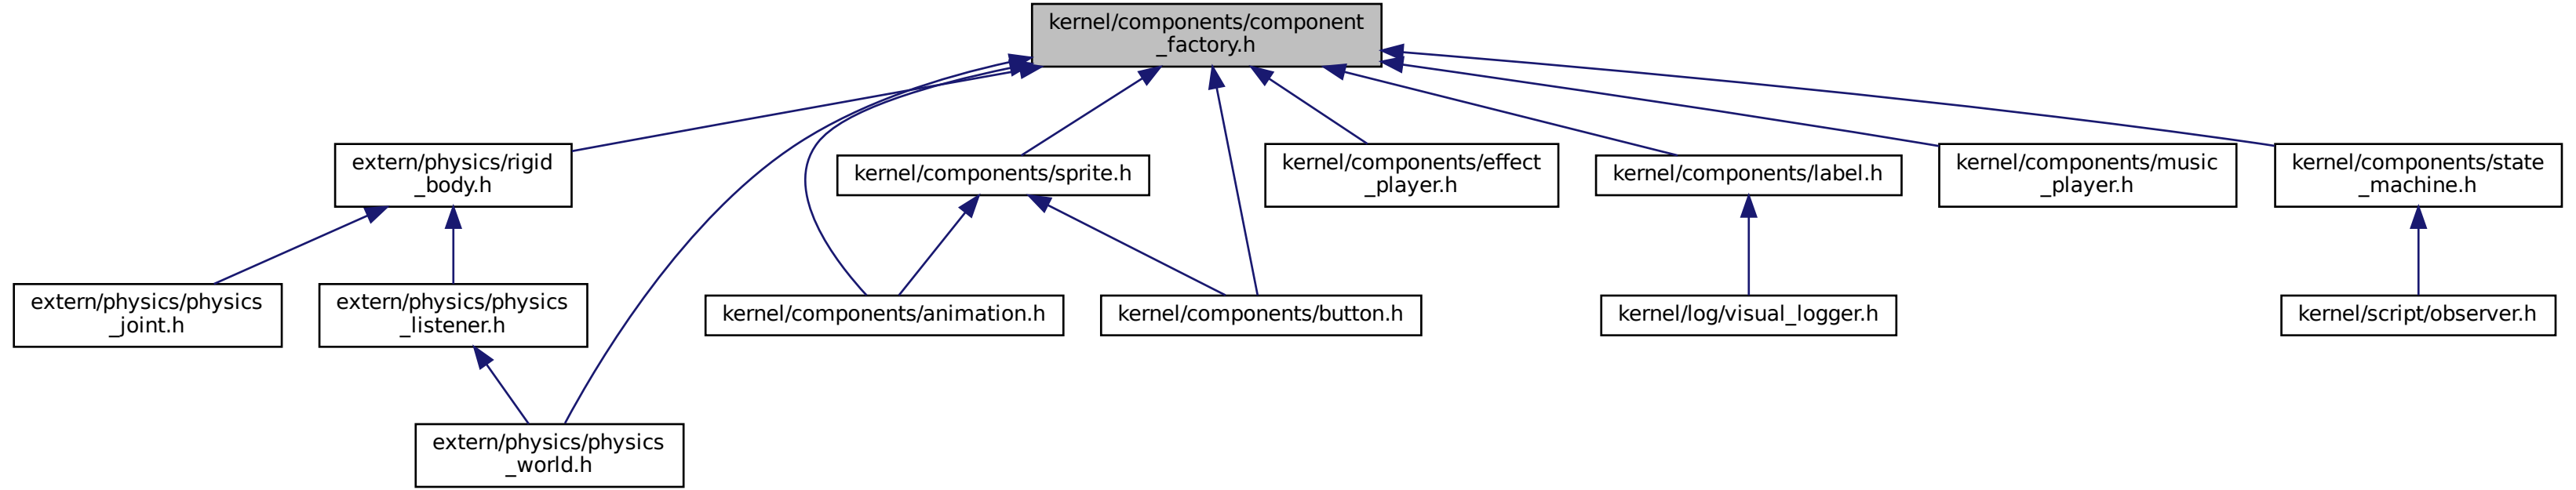 kernel/components/component
_factory.h
extern/physics/rigid
_body.h
kernel/components/sprite.h
kernel/components/effect
_player.h
kernel/components/label.h
kernel/components/music
_player.h
kernel/components/state
_machine.h
extern/physics/physics
_joint.h
extern/physics/physics
_listener.h
kernel/components/animation.h
kernel/components/button.h
kernel/log/visual_logger.h
kernel/script/observer.h
extern/physics/physics
_world.h